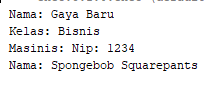 Nama: Gaya Baru
Kelas: Bisnis
Masinis: Nip: 1234
Nama: Spongebob Squarepants